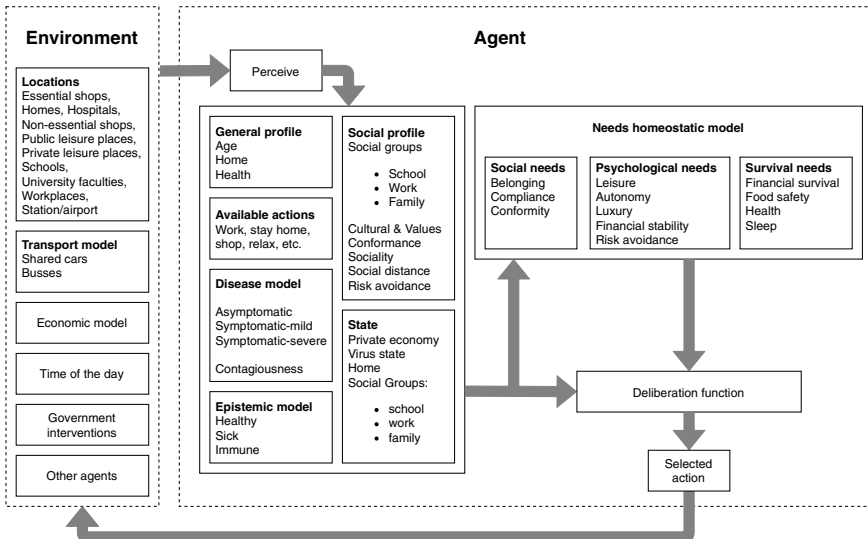 Environment
Locations
Essential shops,
Homes, Hospitals,
Non-essential shops,
Public leisure places,
Private leisure places,
Schools,
University faculties,
Workplaces,
Station/airport
Transport model
Shared cars
Busses
Economic model
Time of the day
Government
interventions
Other agents
Agent
Perceive
General profile
Age
Home
Health
Available actions
Work, stay home,
shop, relax, etc.
Disease model
Asymptomatic
Symptomatic-mild
Symptomatic-severe
Contagiousness
Epistemic model
Healthy
Sick
Immune
Social profile
Social groups
• School
• Work
• Family
Cultural & Values
Conformance
Sociality
Social distance
Risk avoidance
State
Private economy
Virus state
Home
Social Groups:
• school
• work
• family
Needs homeostatic model
Social needs
Belonging
Compliance
Conformity
Psychological needs
Leisure
Autonomy
Luxury
Financial stability
Risk avoidance
Survival needs
Financial survival
Food safety
Health
Sleep
Deliberation function
Selected
action